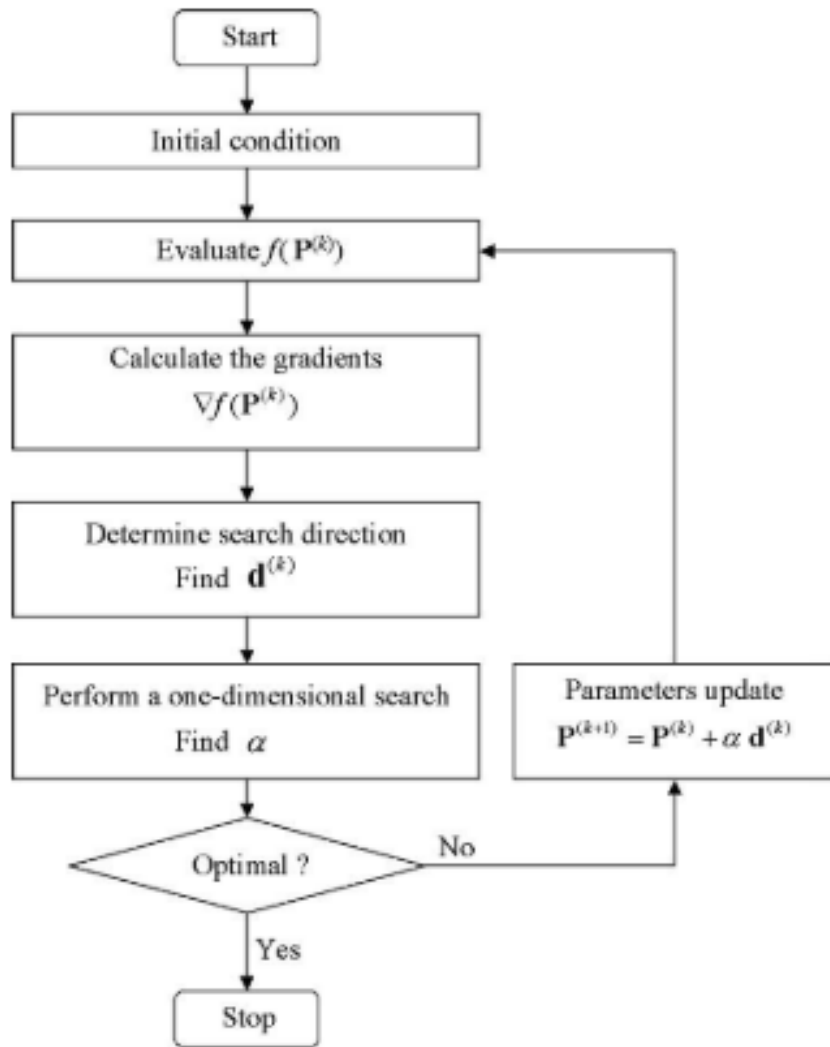 Start
Initial condition
Evaluate f(P^(k))
Calculate the gradients
∇f(P^(k))
Determine search direction
Find d^(k)
Perform a one-dimensional search
Find α
Parameters update
P^(k+1) = P^(k) + α d^(k)
Optimal ?
No
Yes
Stop